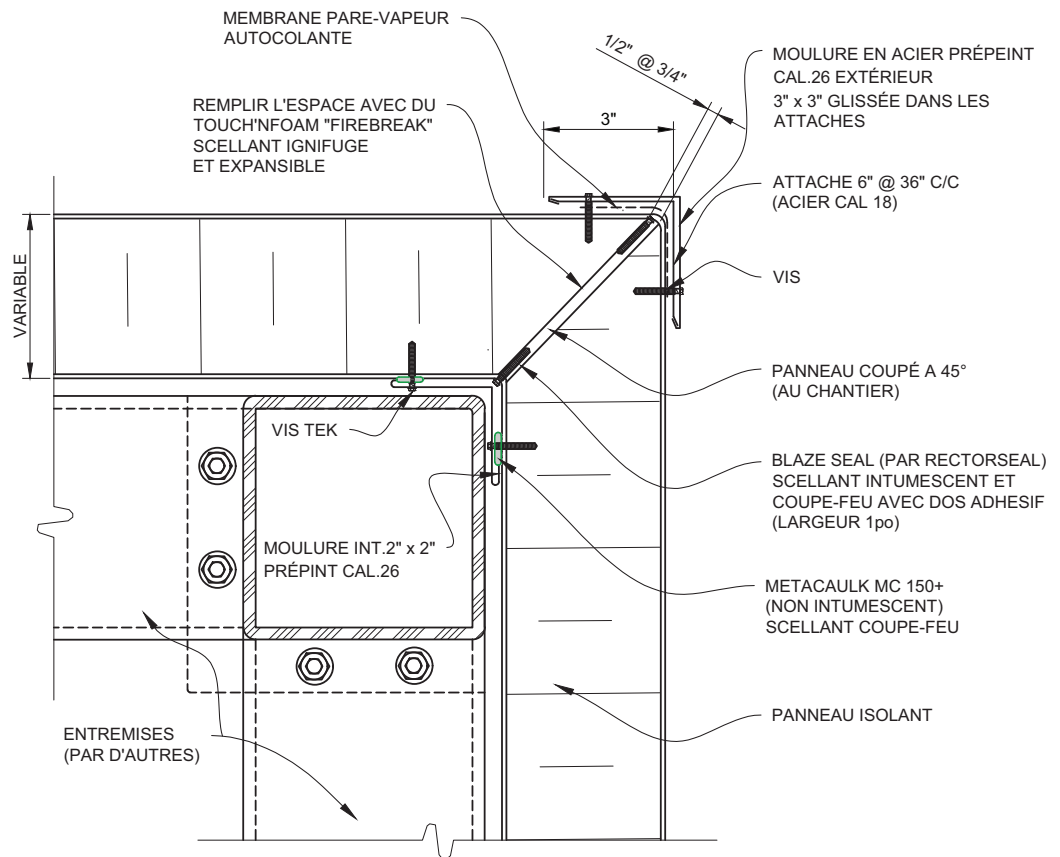 MEMBRANE PARE-VAPEUR
AUTOCOLANTE
1/2" @ 3/4"
MOULURE EN ACIER PRÉPEINT
CAL.26 EXTÉRIEUR
3" x 3" GLISSÉE DANS LES
ATTACHES
REMPLIR L'ESPACE AVEC DU
TOUCH'NFOAM "FIREBREAK"
SCELLANT IGNIFUGE
ET EXPANSIBLE
3"
ATTACHE 6" @ 36" C/C
(ACIER CAL 18)
VARIABLE
VIS
PANNEAU COUPÉ A 45°
(AU CHANTIER)
VIS TEK
BLAZE SEAL (PAR RECTORSEAL)
SCELLANT INTUMESCENT ET
COUPE-FEU AVEC DOS ADHESIF
(LARGEUR 1po)
MOULURE INT.2" x 2"
PRÉPINT CAL.26
METACAULK MC 150+
(NON INTUMESCENT)
SCELLANT COUPE-FEU
PANNEAU ISOLANT
ENTREMISES
(PAR D'AUTRES)